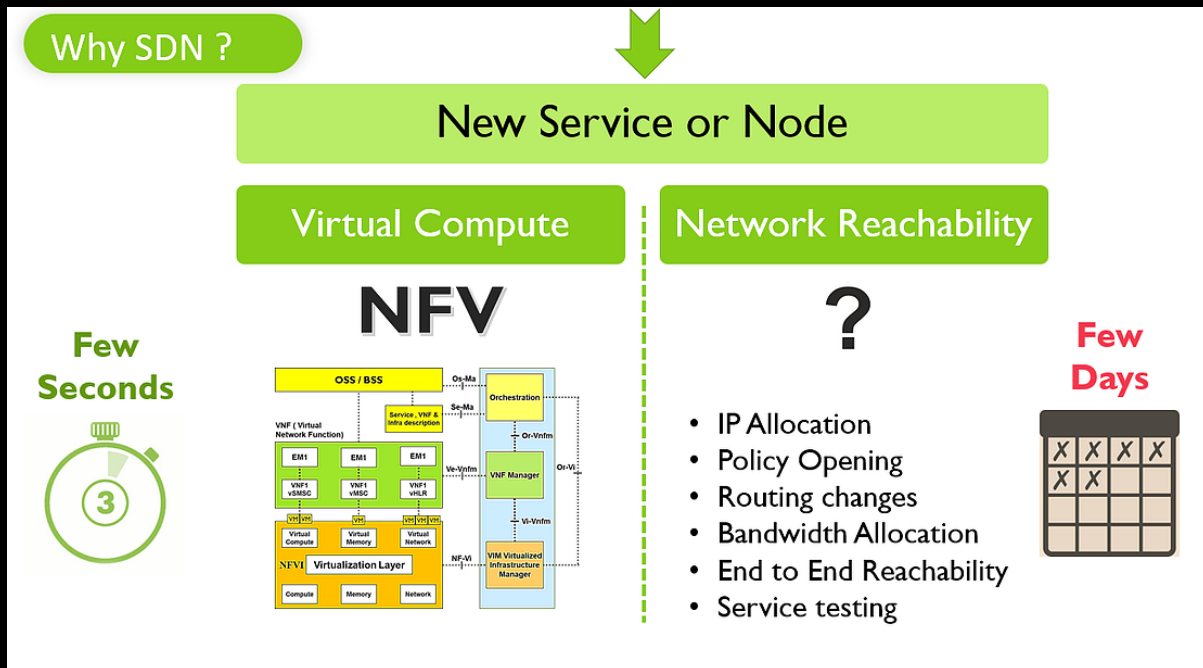 Why SDN ?
New Service or Node
Virtual Compute
Network Reachability
NFV
?
Few
Seconds
3
Few
Days
X X X X
X X
OSS / BSS
Os-Ma
Orchestration
Se-Ma
Service , VNF &
Infra description
VNF ( Virtual
Network Function)
Or-Vnfm
EM1
EM1
EM1
Ve-Vnfm
VNF Manager
Or-Vi
VNF1
vSMSC
VNF1
vMSC
VNF1
vHLR
VM VM
VM
VM VM VM
Vi-Vnfm
Virtual
Compute
Virtual
Memory
Virtual
Network
NFVI
Virtualization Layer
NF-Vi
VIM Virtualized
Infrastructure
Manager
Compute
Memory
Network
• IP Allocation
• Policy Opening
• Routing changes
• Bandwidth Allocation
• End to End Reachability
• Service testing